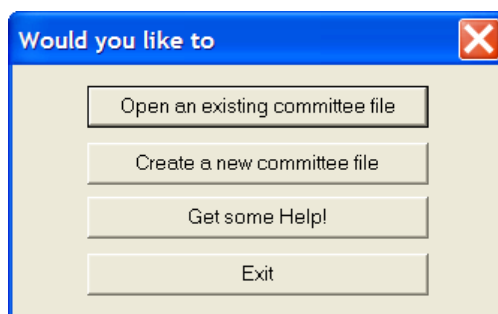 Would you like to
Open an existing committee file
Create a new committee file
Get some Help!
Exit